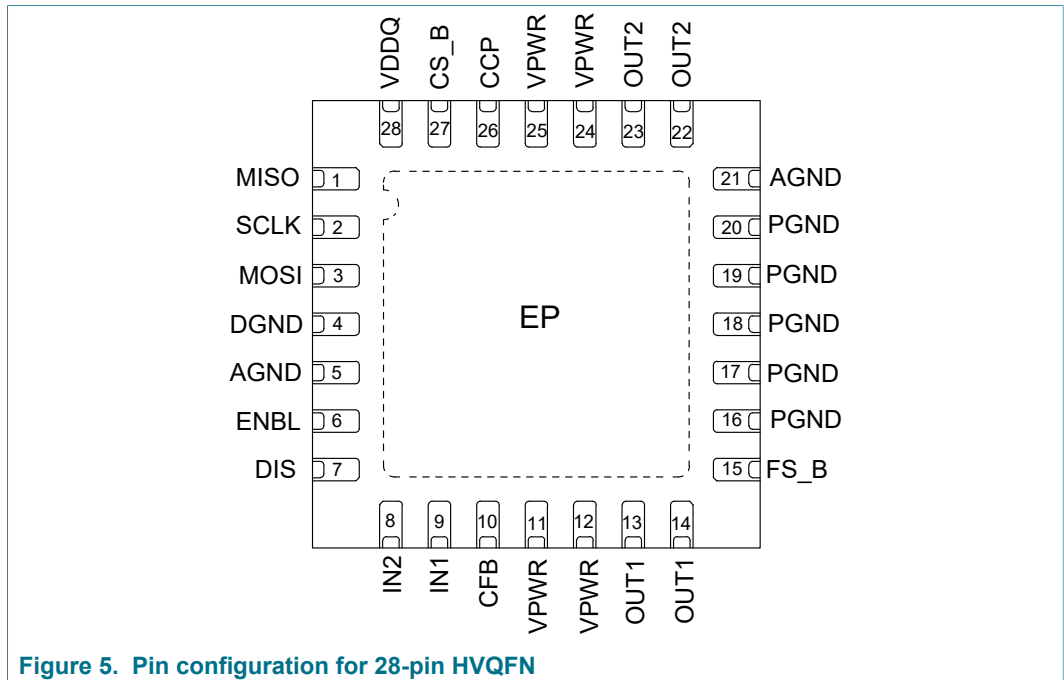 VDDQ
CS_B
CCP
VPWR
VPWR
OUT2
OUT2
28
27
26
25
24
23
22
MISO 1
SCLK 2
MOSI 3
DGND 4
AGND 5
ENBL 6
DIS 7
EP
21 AGND
20 PGND
19 PGND
18 PGND
17 PGND
16 PGND
15 FS_B
8
9
10
11
12
13
14
IN2
IN1
CFB
VPWR
VPWR
OUT1
OUT1
Figure 5. Pin configuration for 28-pin HVQFN